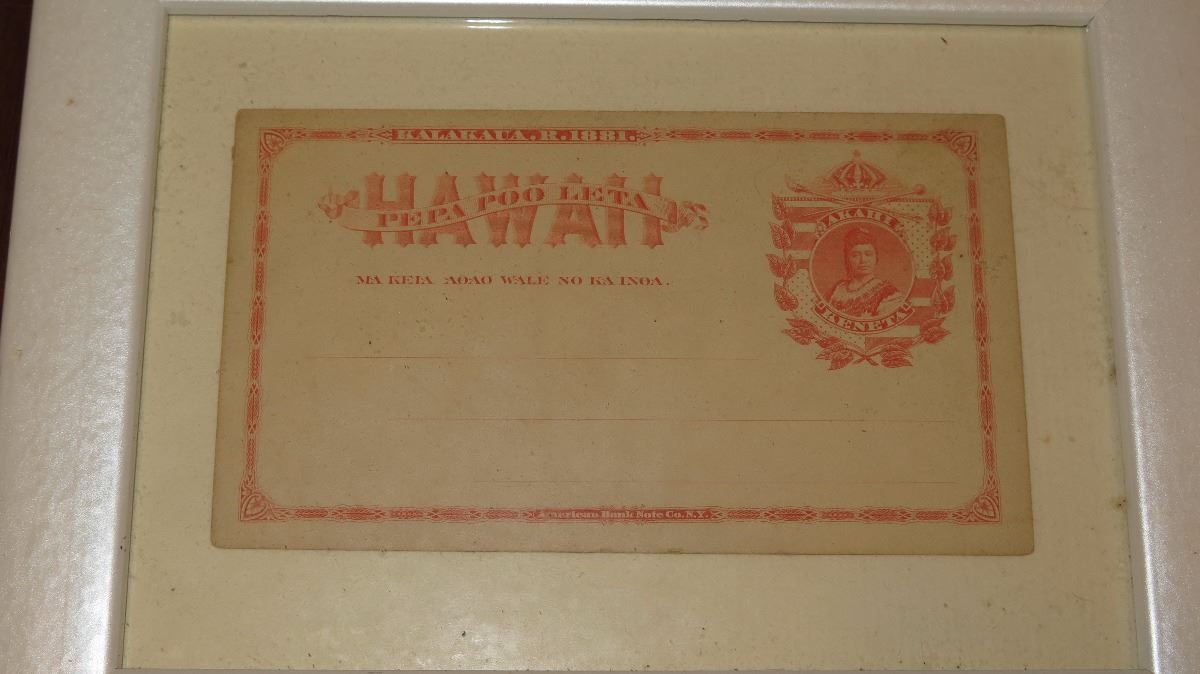 KALAKAUA. R. 1881.
HAWAII
PEPA POO LETA
MA KEIA AOAO WALE NO KA INOA.
AKAHI
KENETA
American Bank Note Co. N.Y.